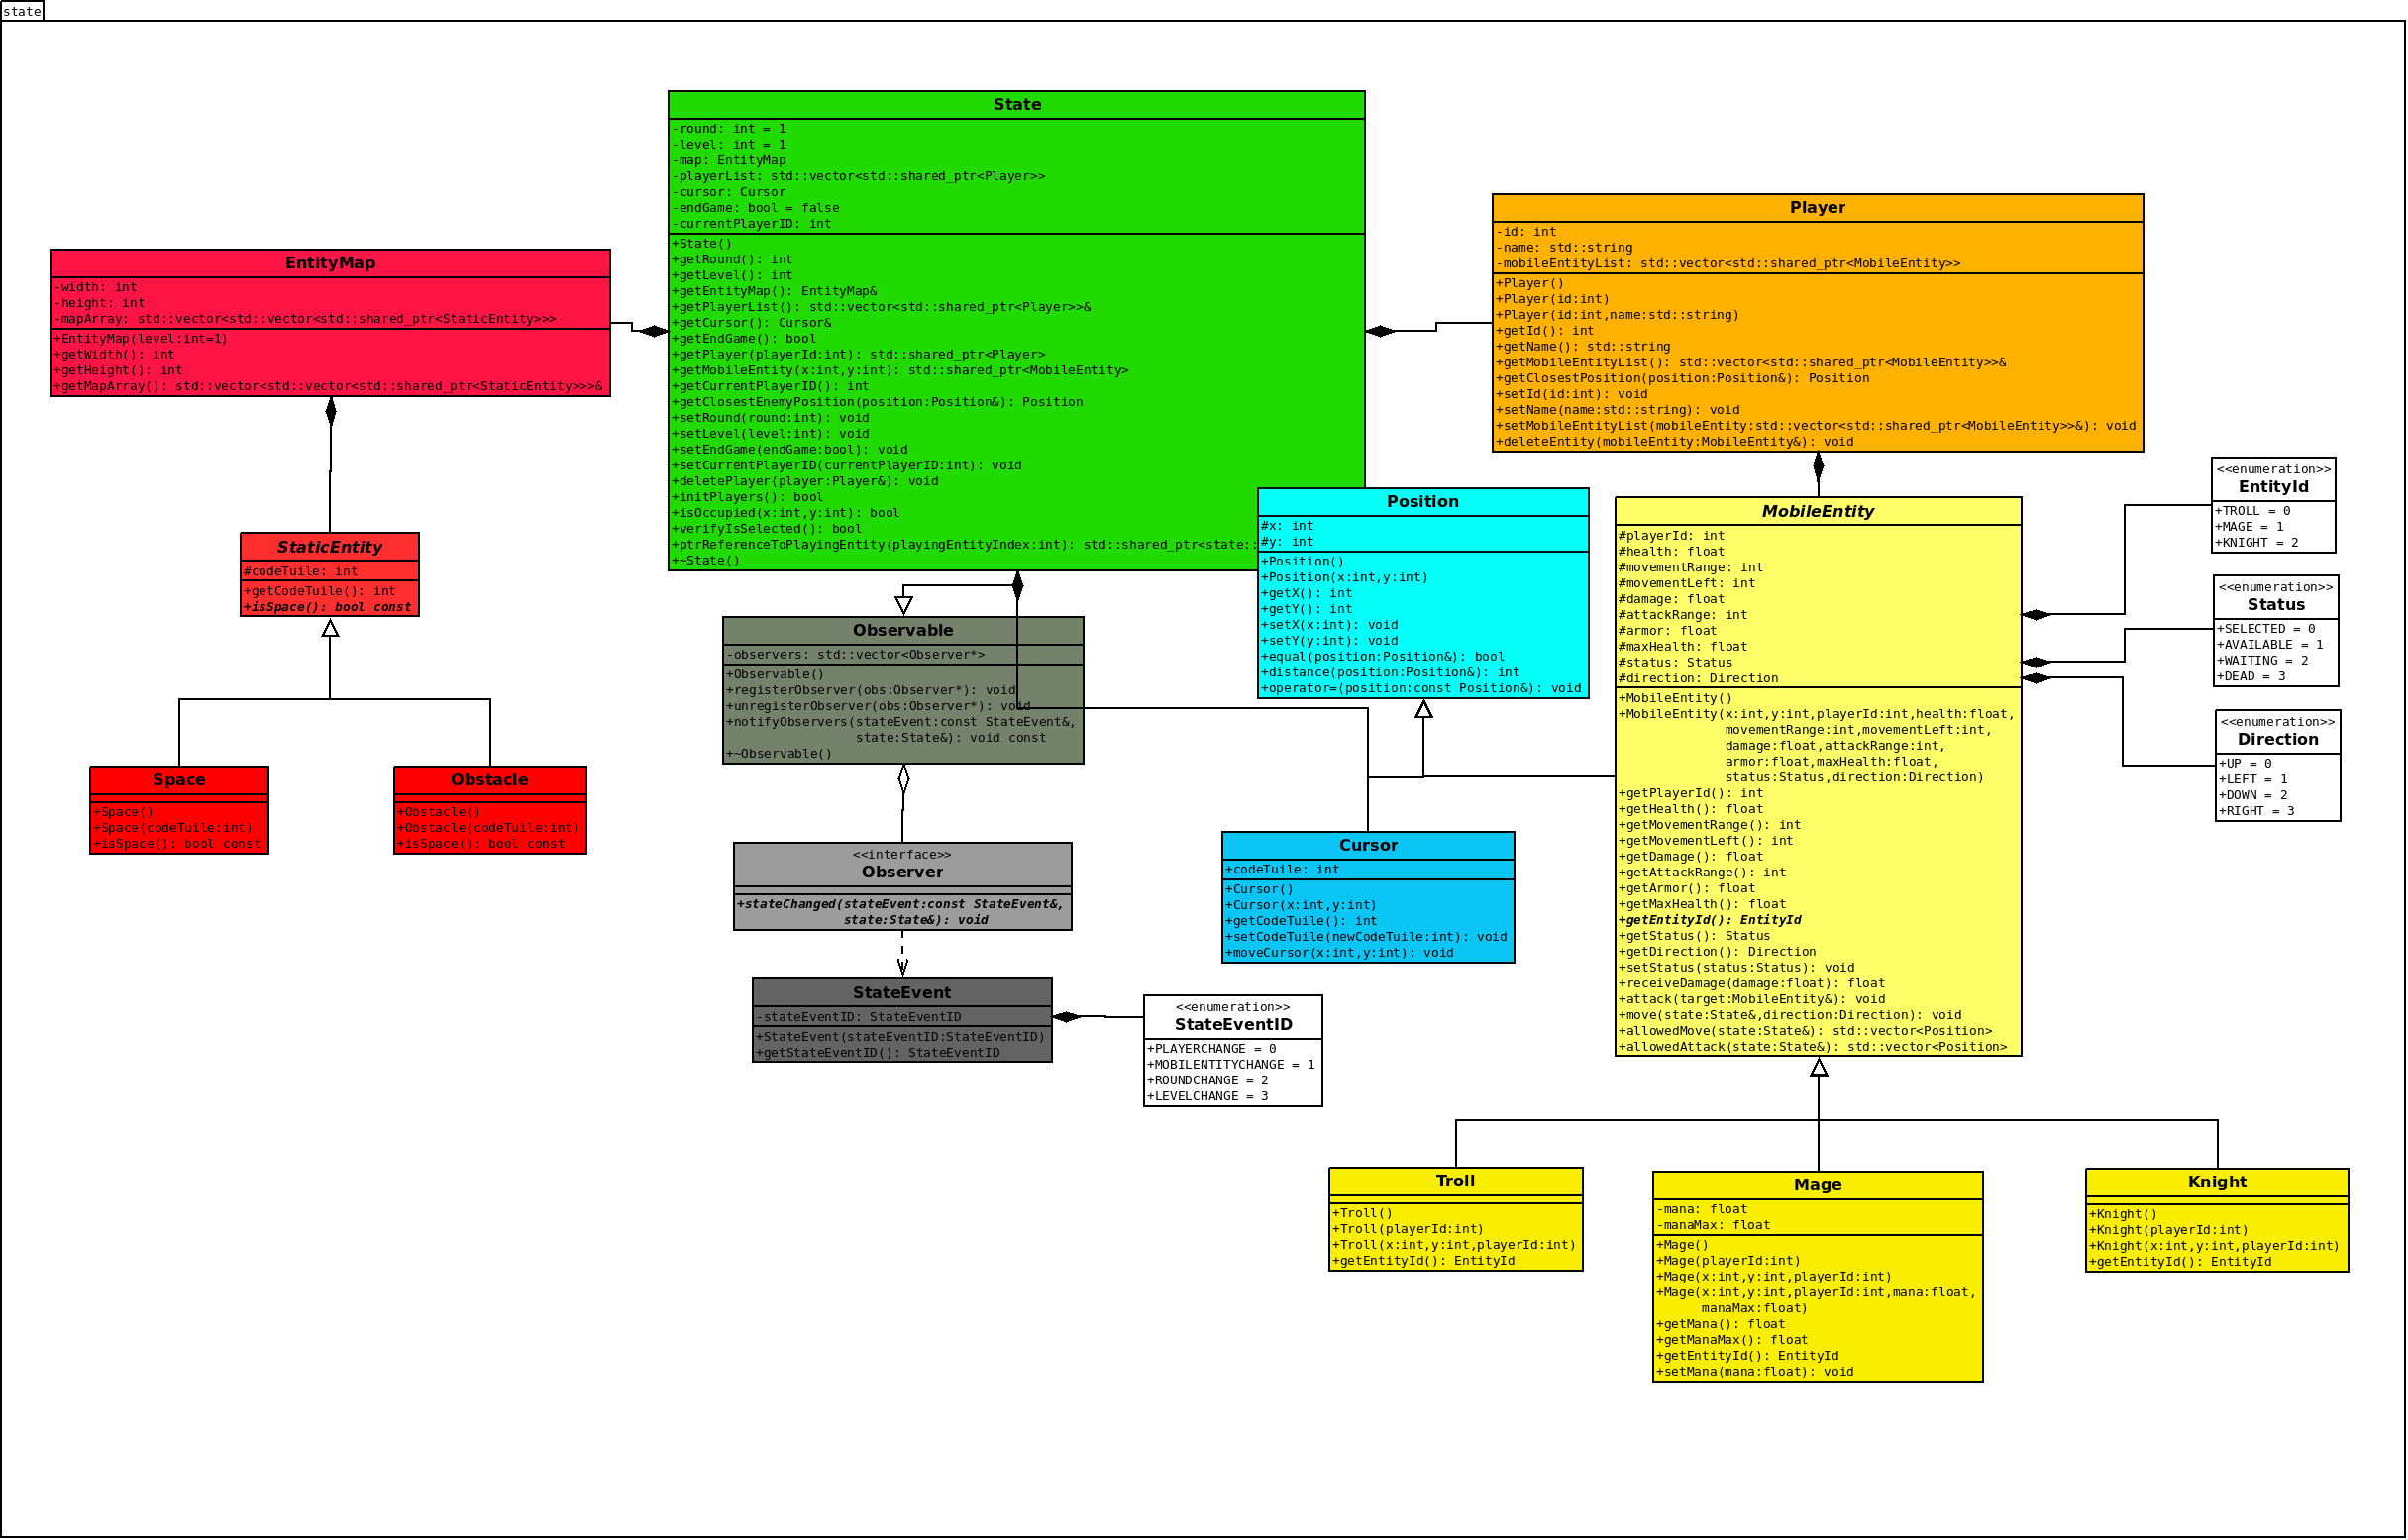 state
State
-round: int = 1
-level: int = 1
-map: EntityMap
-playerList: std::vector<std::shared_ptr<Player>>
-cursor: Cursor
-endGame: bool = false
-currentPlayerID: int
+State()
+getRound(): int
+getLevel(): int
+getEntityMap(): EntityMap&
+getPlayerList(): std::vector<std::shared_ptr<Player>>&
+getCursor(): Cursor&
+getEndGame(): bool
+getPlayer(playerId:int): std::shared_ptr<Player>
+getMobileEntity(x:int,y:int): std::shared_ptr<MobileEntity>
+getCurrentPlayerID(): int
+getClosestEnemyPosition(position:Position&): Position
+setRound(round:int): void
+setLevel(level:int): void
+setEndGame(endGame:bool): void
+setCurrentPlayerID(currentPlayerID:int): void
+deletePlayer(player:Player&): void
+initPlayers(): bool
+isOccupied(x:int,y:int): bool
+verifyIsSelected(): bool
+ptrReferenceToPlayingEntity(playingEntityIndex:int): std::shared_ptr<state::
+~State()
Player
-id: int
-name: std::string
-mobileEntityList: std::vector<std::shared_ptr<MobileEntity>>
+Player()
+Player(id:int)
+Player(id:int,name:std::string)
+getId(): int
+getName(): std::string
+getMobileEntityList(): std::vector<std::shared_ptr<MobileEntity>>&
+getClosestPosition(position:Position&): Position
+setId(id:int): void
+setName(name:std::string): void
+setMobileEntityList(mobileEntity:std::vector<std::shared_ptr<MobileEntity>>&): void
+deleteEntity(mobileEntity:MobileEntity&): void
EntityMap
-width: int
-height: int
-mapArray: std::vector<std::vector<std::shared_ptr<StaticEntity>>>
+EntityMap(level:int=1)
+getWidth(): int
+getHeight(): int
+getMapArray(): std::vector<std::vector<std::shared_ptr<StaticEntity>>>&
StaticEntity
#codeTuile: int
+getCodeTuile(): int
+isSpace(): bool const
Space
+Space()
+Space(codeTuile:int)
+isSpace(): bool const
Obstacle
+Obstacle()
+Obstacle(codeTuile:int)
+isSpace(): bool const
Observable
-observers: std::vector<Observer*>
+Observable()
+registerObserver(obs:Observer*): void
+unregisterObserver(obs:Observer*): void
+notifyObservers(stateEvent:const StateEvent&,
state:State&): void const
+~Observable()
<<interface>>
Observer
+stateChanged(stateEvent:const StateEvent&,
state:State&): void
StateEvent
-stateEventID: StateEventID
+StateEvent(stateEventID:StateEventID)
+getStateEventID(): StateEventID
<<enumeration>>
StateEventID
+PLAYERCHANGE = 0
+MOBILENTITYCHANGE = 1
+ROUNDCHANGE = 2
+LEVELCHANGE = 3
Position
#x: int
#y: int
+Position()
+Position(x:int,y:int)
+getX(): int
+getY(): int
+setX(x:int): void
+setY(y:int): void
+equal(position:Position&): bool
+distance(position:Position&): int
+operator=(position:const Position&): void
Cursor
+codeTuile: int
+Cursor()
+Cursor(x:int,y:int)
+getCodeTuile(): int
+setCodeTuile(newCodeTuile:int): void
+moveCursor(x:int,y:int): void
MobileEntity
#playerId: int
#health: float
#movementRange: int
#movementLeft: int
#damage: float
#attackRange: int
#armor: float
#maxHealth: float
#status: Status
#direction: Direction
+MobileEntity()
+MobileEntity(x:int,y:int,playerId:int,health:float,
movementRange:int,movementLeft:int,
damage:float,attackRange:int,
armor:float,maxHealth:float,
status:Status,direction:Direction)
+getPlayerId(): int
+getHealth(): float
+getMovementRange(): int
+getMovementLeft(): int
+getDamage(): float
+getAttackRange(): int
+getArmor(): float
+getMaxHealth(): float
+getEntityId(): EntityId
+getStatus(): Status
+getDirection(): Direction
+setStatus(status:Status): void
+receiveDamage(damage:float): float
+attack(target:MobileEntity&): void
+move(state:State&,direction:Direction): void
+allowedMove(state:State&): std::vector<Position>
+allowedAttack(state:State&): std::vector<Position>
<<enumeration>>
EntityId
+TROLL = 0
+MAGE = 1
+KNIGHT = 2
<<enumeration>>
Status
+SELECTED = 0
+AVAILABLE = 1
+WAITING = 2
+DEAD = 3
<<enumeration>>
Direction
+UP = 0
+LEFT = 1
+DOWN = 2
+RIGHT = 3
Troll
+Troll()
+Troll(playerId:int)
+Troll(x:int,y:int,playerId:int)
+getEntityId(): EntityId
Mage
-mana: float
-manaMax: float
+Mage()
+Mage(playerId:int)
+Mage(x:int,y:int,playerId:int)
+Mage(x:int,y:int,playerId:int,mana:float,
manaMax:float)
+getMana(): float
+getManaMax(): float
+getEntityId(): EntityId
+setMana(mana:float): void
Knight
+Knight()
+Knight(playerId:int)
+Knight(x:int,y:int,playerId:int)
+getEntityId(): EntityId